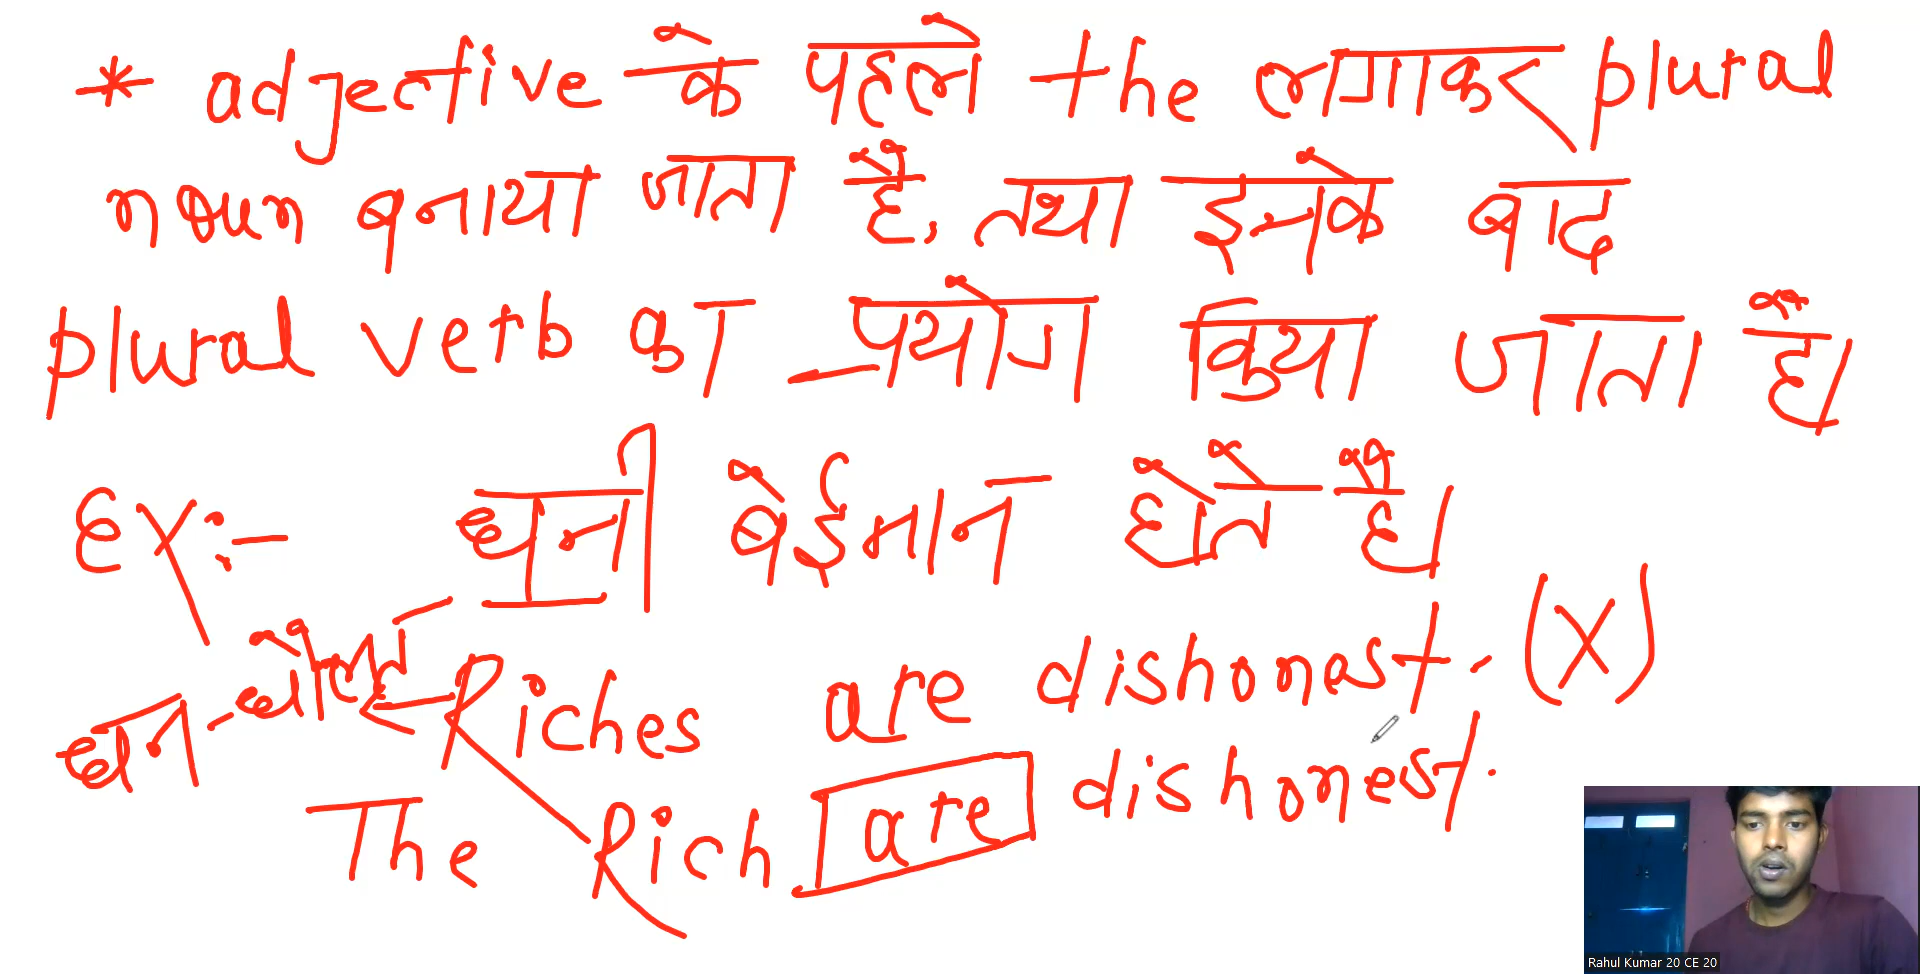 * adjective के पहले the लगाकर plural
noun बनाया जाता है, तथा इनके बाद
plural verb का प्रयोग किया जाता है।
Ex:- धनी बेईमान होते है।
धन-दौलत ← Riches are dishonest. (X)
The Rich are dishonest.
Rahul Kumar 20 CE 20